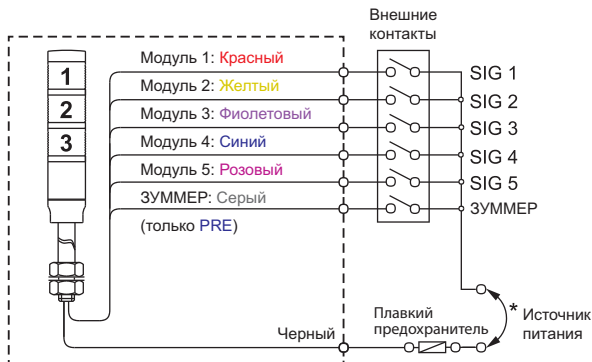 Внешние
контакты
1
2
3
Модуль 1: Красный
Модуль 2: Желтый
Модуль 3: Фиолетовый
Модуль 4: Синий
Модуль 5: Розовый
ЗУММЕР: Серый
(только PRE)
SIG 1
SIG 2
SIG 3
SIG 4
SIG 5
ЗУММЕР
Черный
Плавкий
предохранитель
* Источник
питания